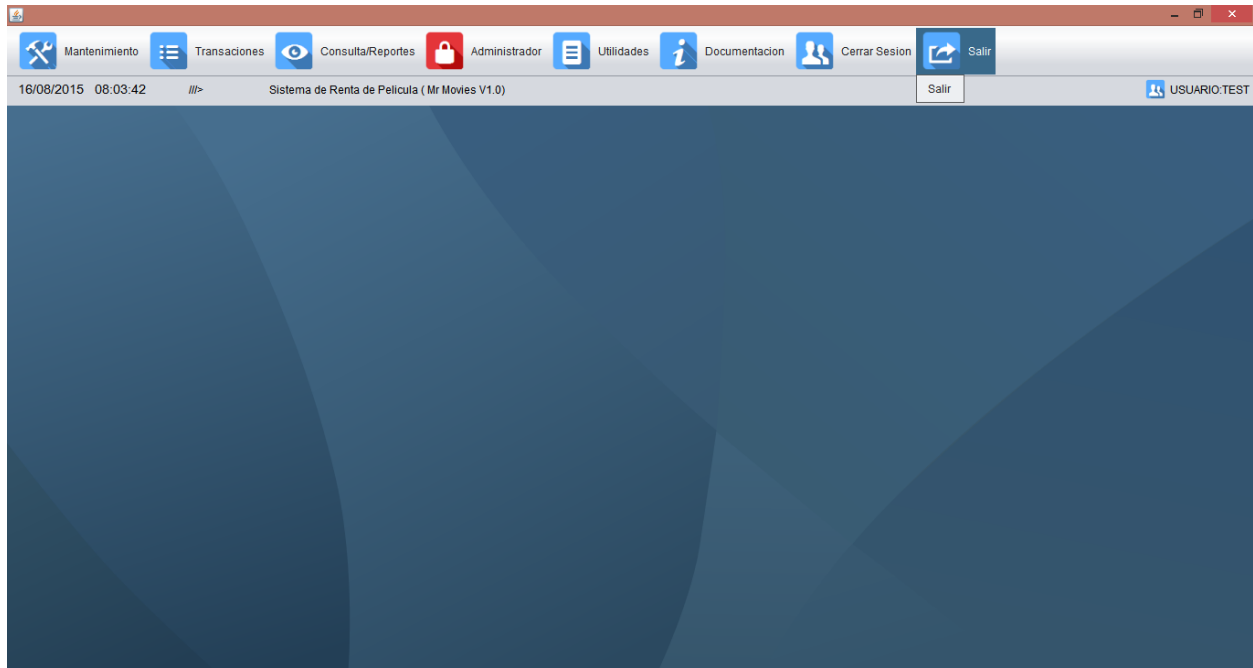 Mantenimiento Transaciones Consulta/Reportes Administrador Utilidades Documentacion Cerrar Sesion Salir
16/08/2015 08:03:42 ///> Sistema de Renta de Pelicula ( Mr Movies V1.0) Salir USUARIO:TEST